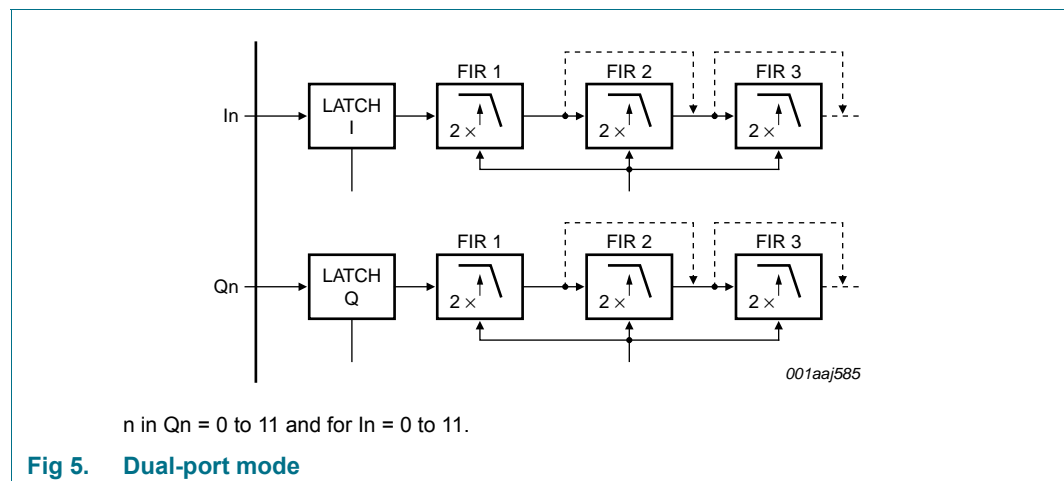 FIR 1 FIR 2 FIR 3
In
LATCH
I
2 × 2 × 2 ×
FIR 1 FIR 2 FIR 3
Qn
LATCH
Q
2 × 2 × 2 ×
001aaj585
n in Qn = 0 to 11 and for In = 0 to 11.
Fig 5. Dual-port mode